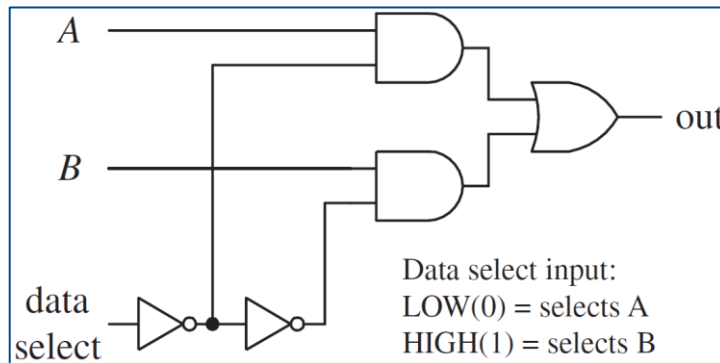 A
B
out
data
select
Data select input:
LOW(0) = selects A
HIGH(1) = selects B